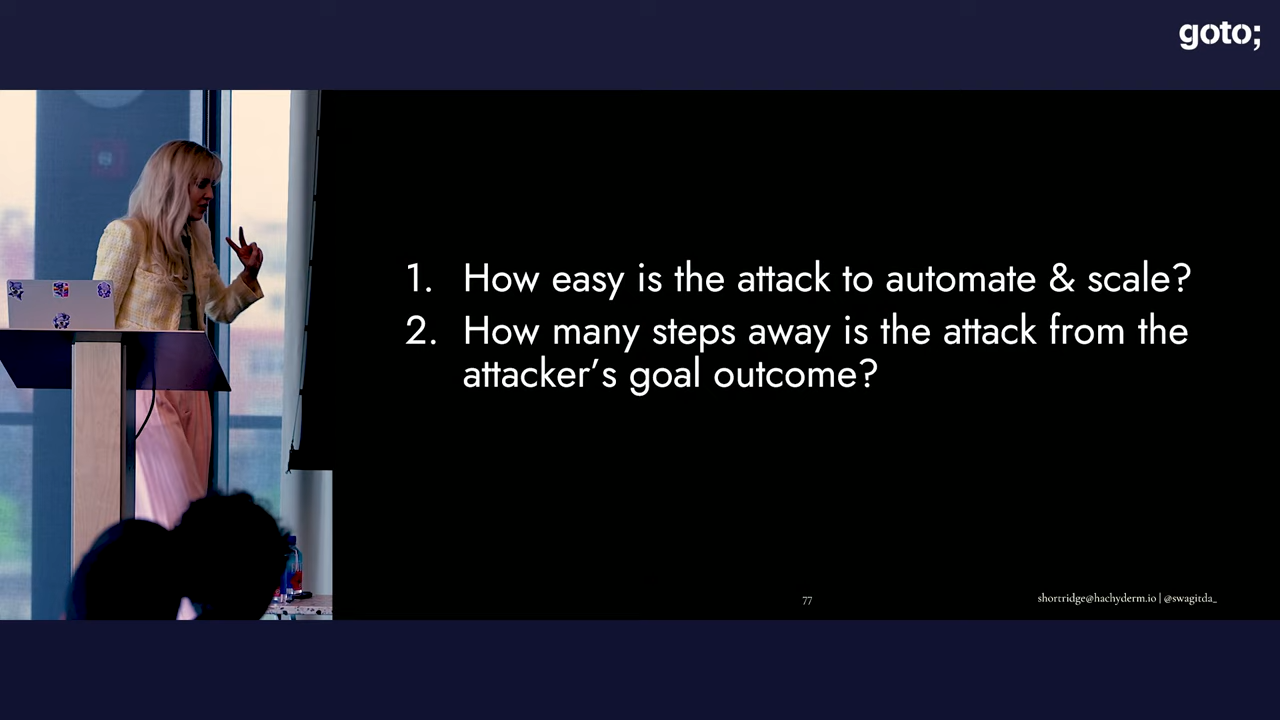 goto;
1. How easy is the attack to automate & scale?
2. How many steps away is the attack from the
attacker's goal outcome?
77
shortridge@hachyderm.io | @swagitda_